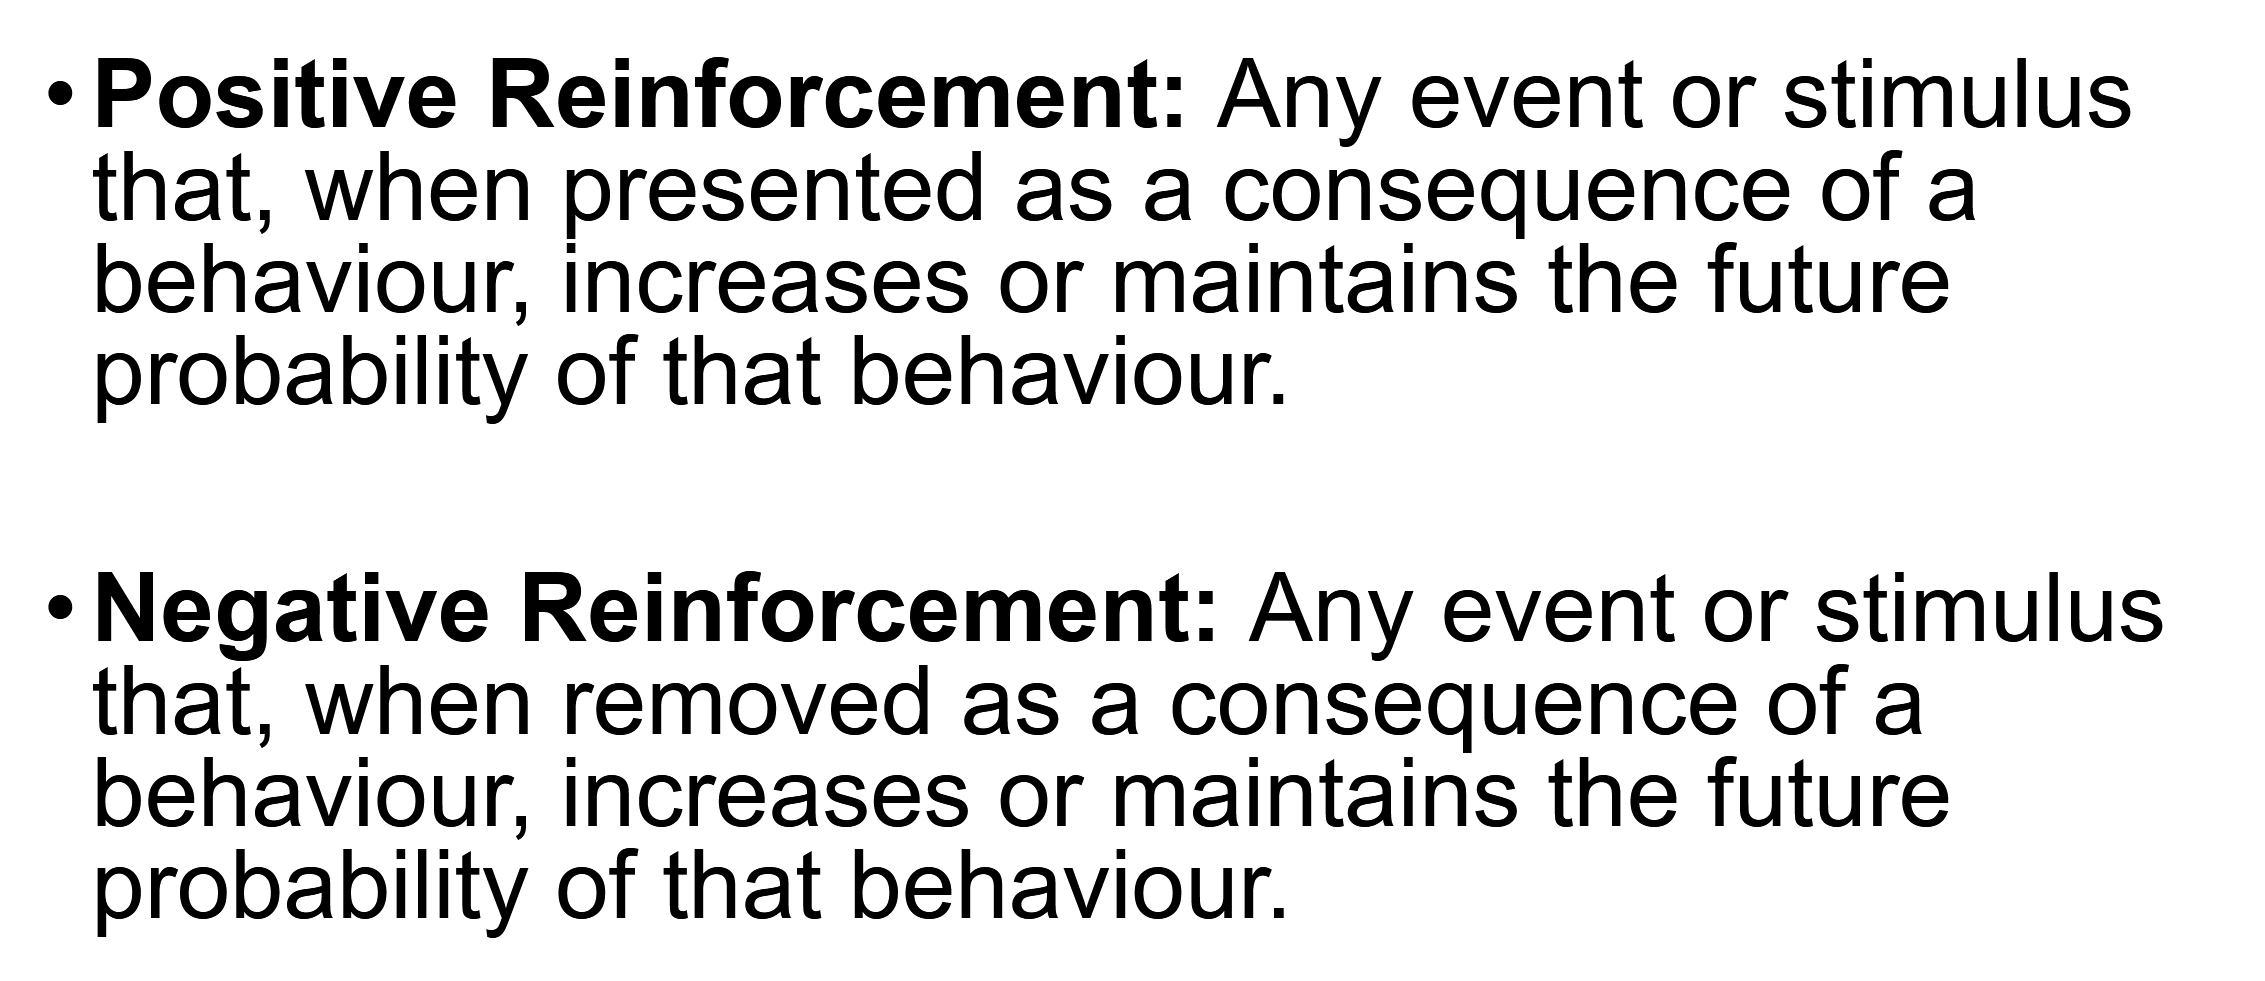 • Positive Reinforcement: Any event or stimulus
that, when presented as a consequence of a
behaviour, increases or maintains the future
probability of that behaviour.
• Negative Reinforcement: Any event or stimulus
that, when removed as a consequence of a
behaviour, increases or maintains the future
probability of that behaviour.